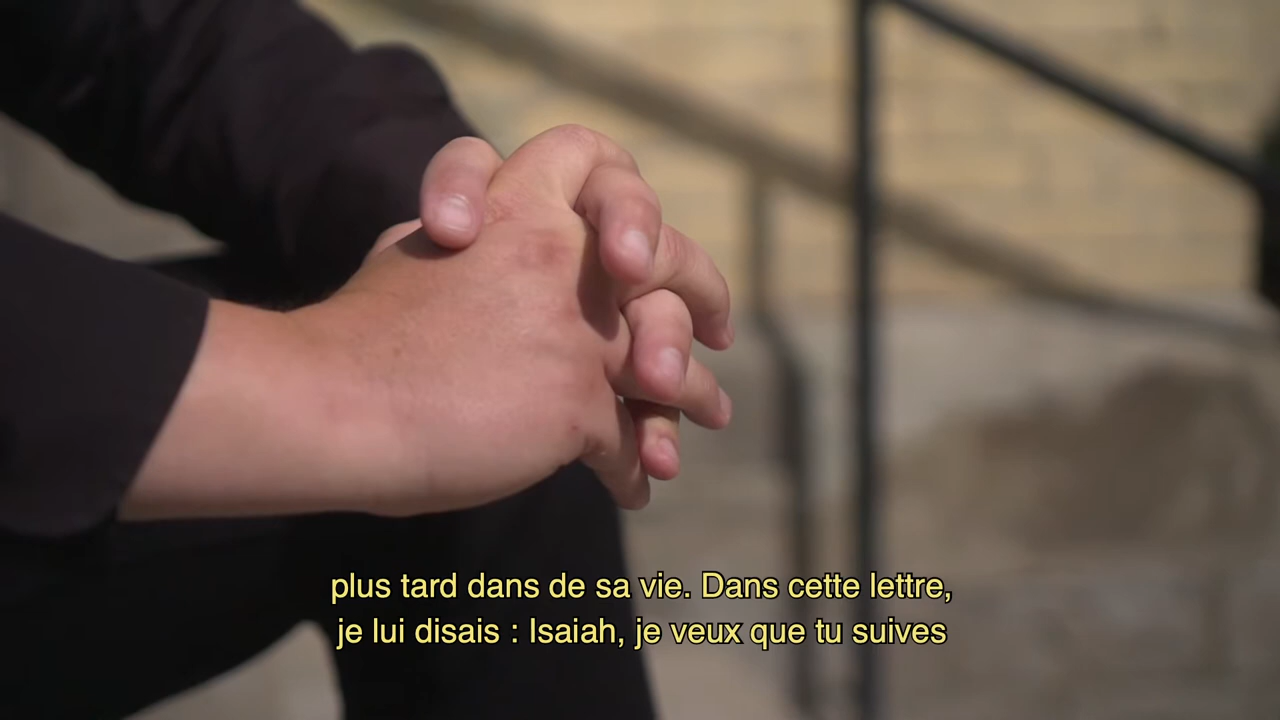 plus tard dans de sa vie. Dans cette lettre,
je lui disais : Isaiah, je veux que tu suives